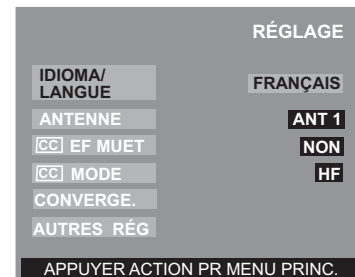 RÉGLAGE
IDIOMA/
LANGUE
FRANÇAIS
ANTENNE
ANT 1
CC EF MUET
NON
CC MODE
HF
CONVERGE.
AUTRES RÉG
APPUYER ACTION PR MENU PRINC.